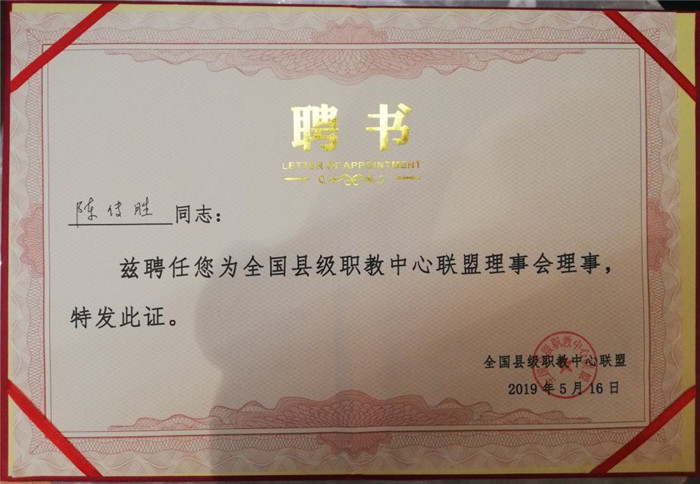 聘书
LETTER OF APPOINTMENT
陈传胜 同志：
兹聘任您为全国县级职教中心联盟理事会理事，
特发此证。
全国县级职教中心联盟
2019年5月16日